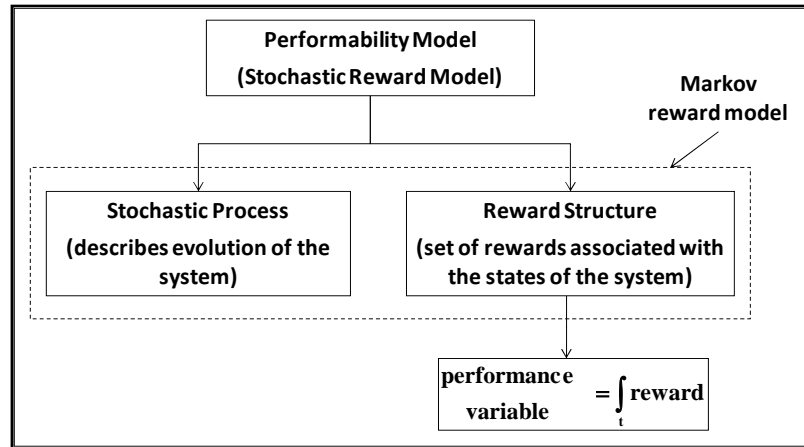 Performability Model
(Stochastic Reward Model)
Markov
reward model
Stochastic Process
(describes evolution of the
system)
Reward Structure
(set of rewards associated with
the states of the system)
performance
variable
= ∫ reward
t